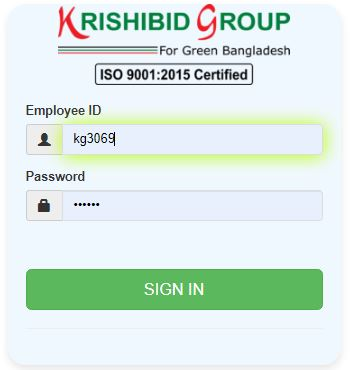 KRISHIBID GROUP
For Green Bangladesh
ISO 9001:2015 Certified
Employee ID
kg3069
Password
••••••
SIGN IN